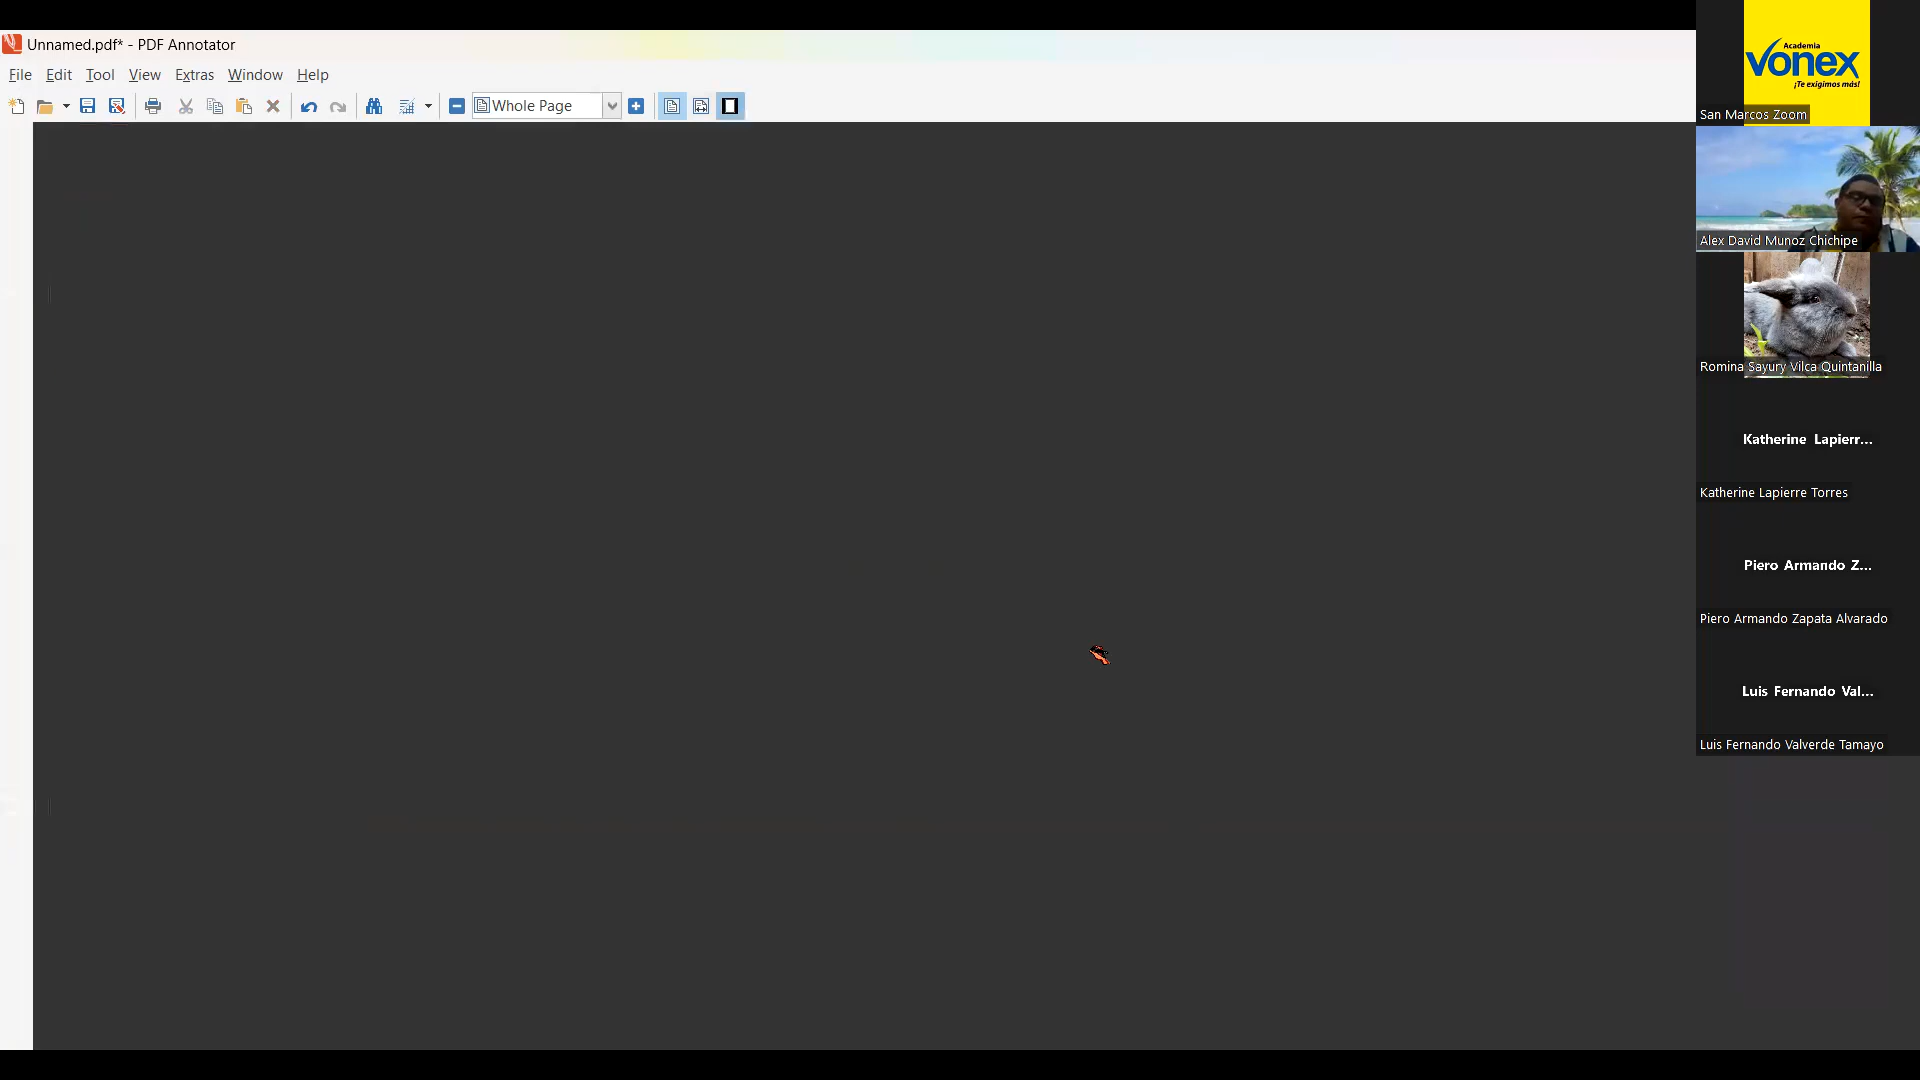 Unnamed.pdf* - PDF Annotator
File Edit Tool View Extras Window Help
Whole Page
Academia
vonex
¡Te exigimos más!
San Marcos Zoom
Alex David Munoz Chichipe
Romina Sayury Vilca Quintanilla
Katherine Lapierr...
Katherine Lapierre Torres
Piero Armando Z...
Piero Armando Zapata Alvarado
Luis Fernando Val...
Luis Fernando Valverde Tamayo